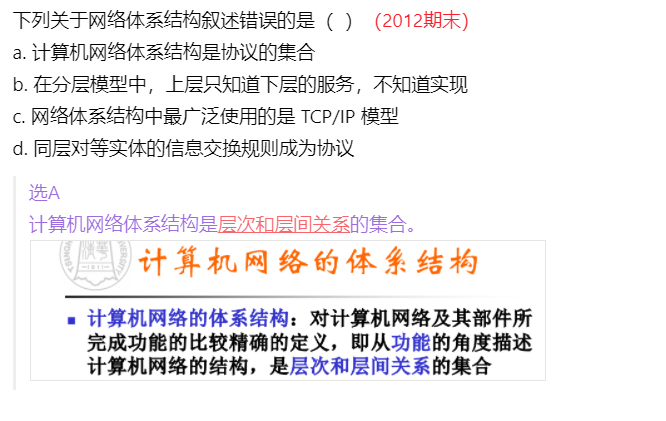 下列关于网络体系结构叙述错误的是（ ）（2012期末）
a. 计算机网络体系结构是协议的集合
b. 在分层模型中，上层只知道下层的服务，不知道实现
c. 网络体系结构中最广泛使用的是 TCP/IP 模型
d. 同层对等实体的信息交换规则成为协议
选A
计算机网络体系结构是层次和层间关系的集合。
计算机网络的体系结构
计算机网络的体系结构：对计算机网络及其部件所
完成功能的比较精确的定义，即从功能的角度描述
计算机网络的结构，是层次和层间关系的集合